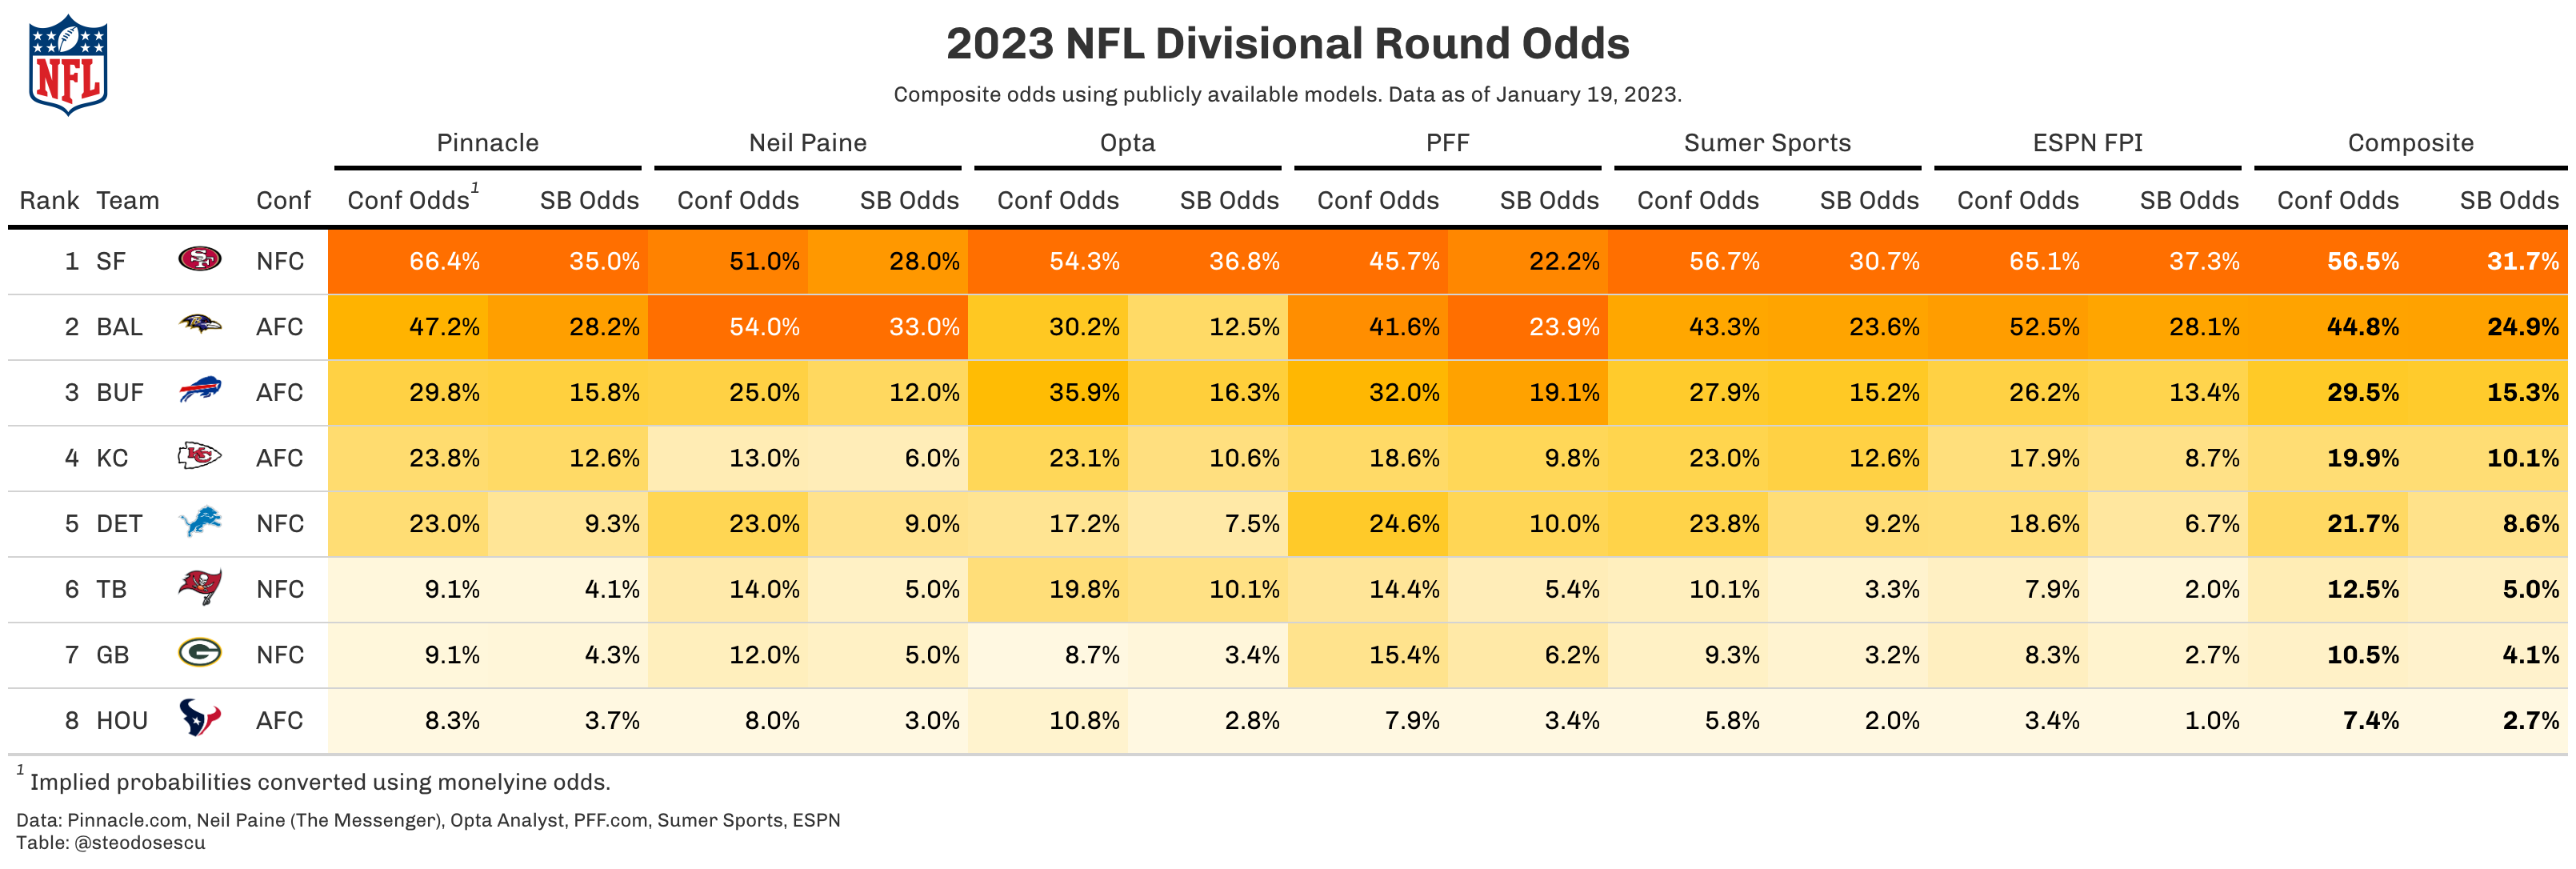 NFL
2023 NFL Divisional Round Odds
Composite odds using publicly available models. Data as of January 19, 2023.
Pinnacle Neil Paine Opta PFF Sumer Sports ESPN FPI Composite
Rank Team Conf Conf Odds1 SB Odds Conf Odds SB Odds Conf Odds SB Odds Conf Odds SB Odds Conf Odds SB Odds Conf Odds SB Odds Conf Odds SB Odds
1 SF SF NFC 66.4% 35.0% 51.0% 28.0% 54.3% 36.8% 45.7% 22.2% 56.7% 30.7% 65.1% 37.3% 56.5% 31.7%
2 BAL AFC 47.2% 28.2% 54.0% 33.0% 30.2% 12.5% 41.6% 23.9% 43.3% 23.6% 52.5% 28.1% 44.8% 24.9%
3 BUF AFC 29.8% 15.8% 25.0% 12.0% 35.9% 16.3% 32.0% 19.1% 27.9% 15.2% 26.2% 13.4% 29.5% 15.3%
4 KC KC AFC 23.8% 12.6% 13.0% 6.0% 23.1% 10.6% 18.6% 9.8% 23.0% 12.6% 17.9% 8.7% 19.9% 10.1%
5 DET NFC 23.0% 9.3% 23.0% 9.0% 17.2% 7.5% 24.6% 10.0% 23.8% 9.2% 18.6% 6.7% 21.7% 8.6%
6 TB NFC 9.1% 4.1% 14.0% 5.0% 19.8% 10.1% 14.4% 5.4% 10.1% 3.3% 7.9% 2.0% 12.5% 5.0%
7 GB G NFC 9.1% 4.3% 12.0% 5.0% 8.7% 3.4% 15.4% 6.2% 9.3% 3.2% 8.3% 2.7% 10.5% 4.1%
8 HOU AFC 8.3% 3.7% 8.0% 3.0% 10.8% 2.8% 7.9% 3.4% 5.8% 2.0% 3.4% 1.0% 7.4% 2.7%
1 Implied probabilities converted using monelyine odds.
Data: Pinnacle.com, Neil Paine (The Messenger), Opta Analyst, PFF.com, Sumer Sports, ESPN
Table: @steodosescu